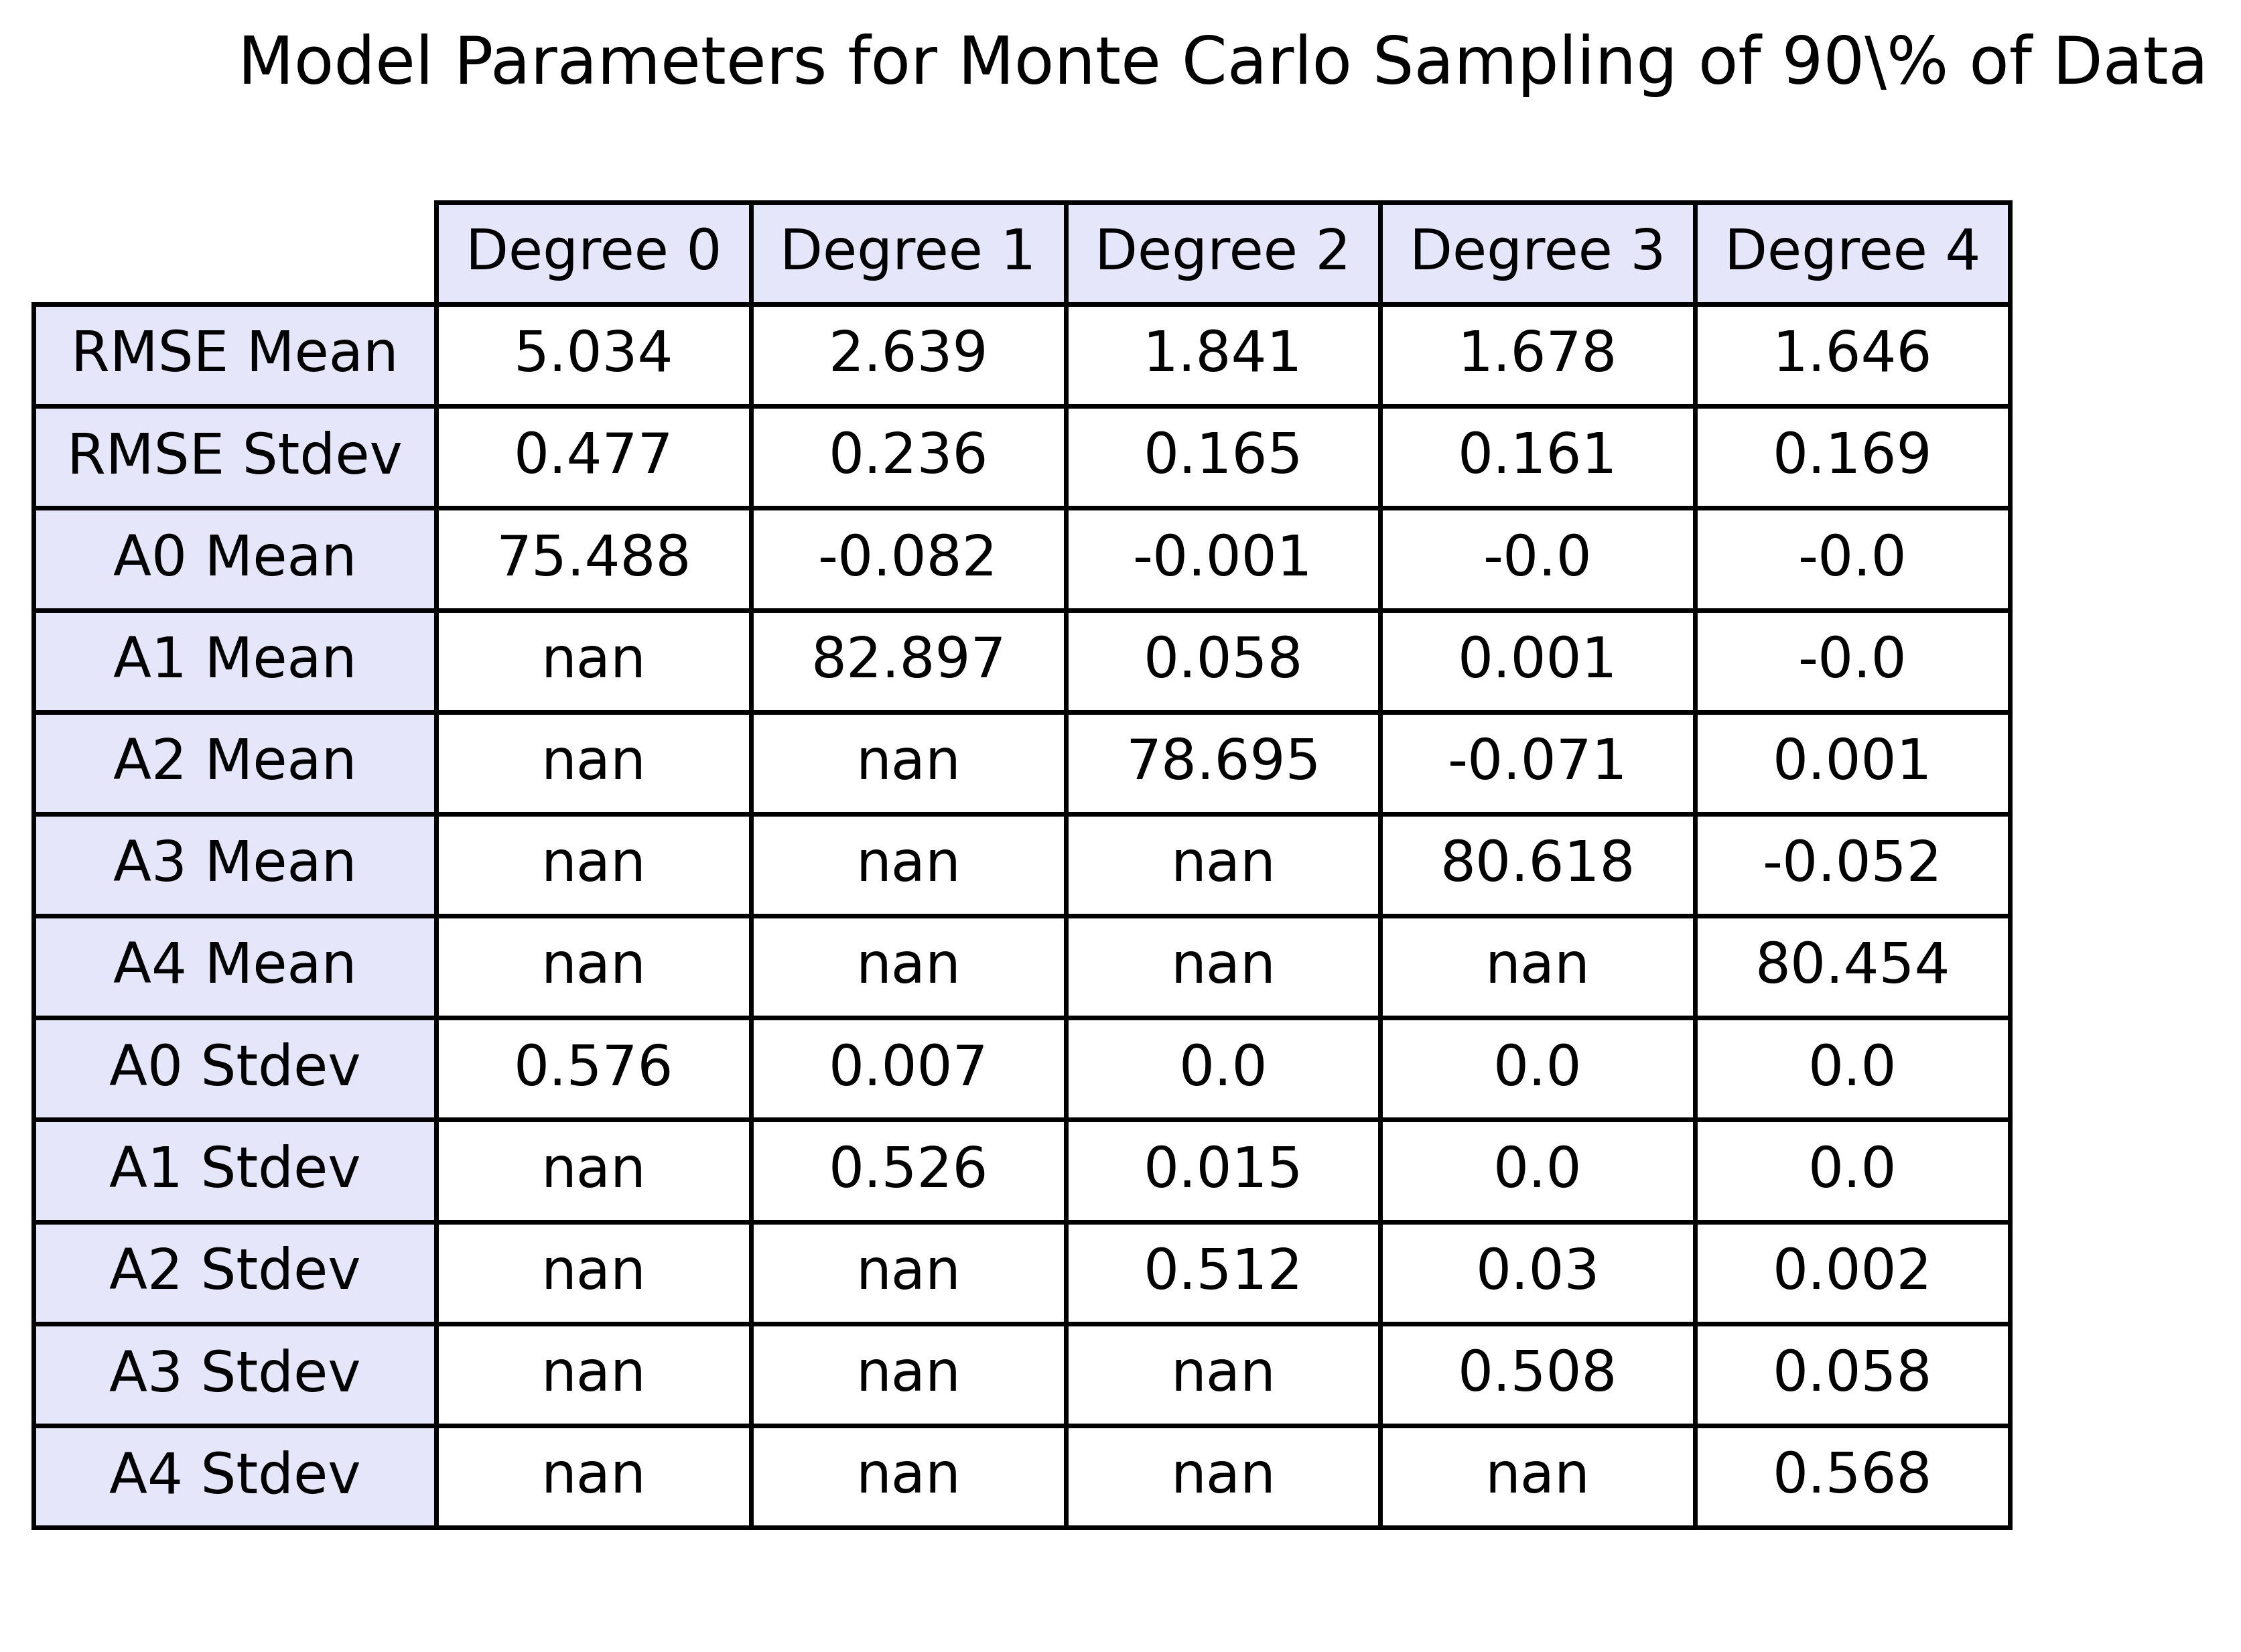 Model Parameters for Monte Carlo Sampling of 90\% of Data
Degree 0 Degree 1 Degree 2 Degree 3 Degree 4
RMSE Mean 5.034 2.639 1.841 1.678 1.646
RMSE Stdev 0.477 0.236 0.165 0.161 0.169
A0 Mean 75.488 -0.082 -0.001 -0.0 -0.0
A1 Mean nan 82.897 0.058 0.001 -0.0
A2 Mean nan nan 78.695 -0.071 0.001
A3 Mean nan nan nan 80.618 -0.052
A4 Mean nan nan nan nan 80.454
A0 Stdev 0.576 0.007 0.0 0.0 0.0
A1 Stdev nan 0.526 0.015 0.0 0.0
A2 Stdev nan nan 0.512 0.03 0.002
A3 Stdev nan nan nan 0.508 0.058
A4 Stdev nan nan nan nan 0.568